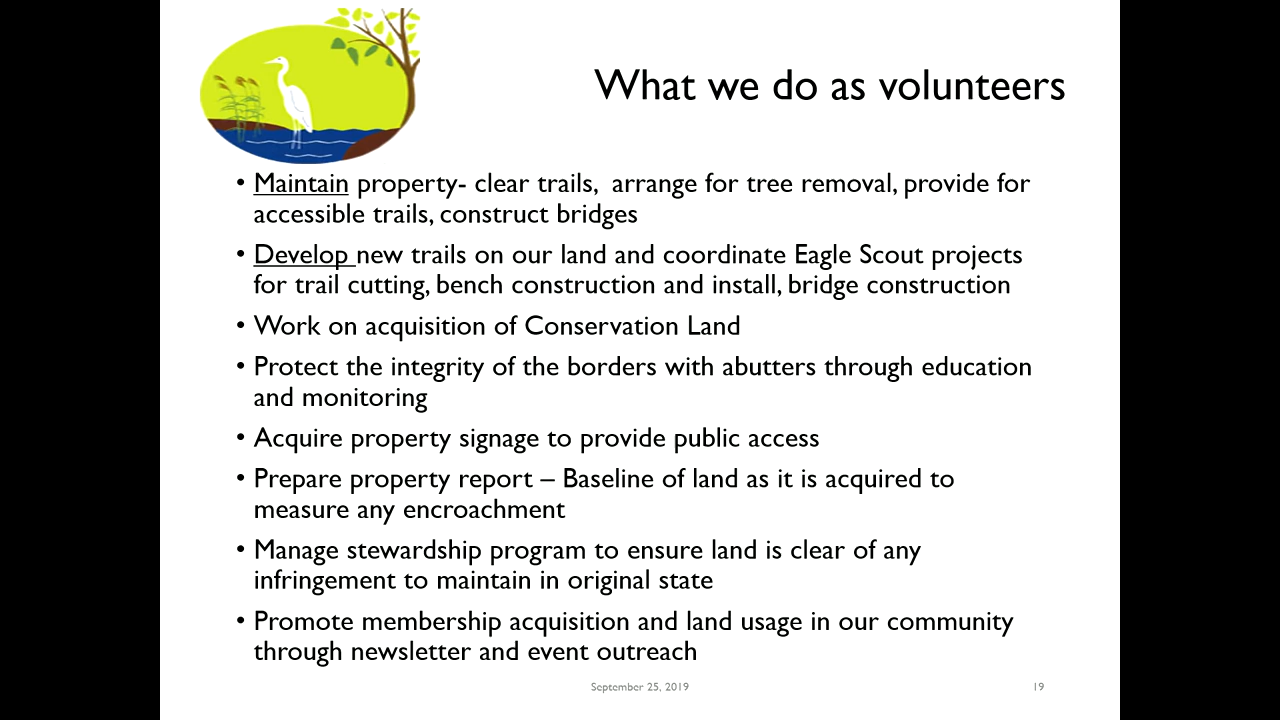 What we do as volunteers
• Maintain property- clear trails,  arrange for tree removal, provide for
accessible trails, construct bridges
• Develop new trails on our land and coordinate Eagle Scout projects
for trail cutting, bench construction and install, bridge construction
• Work on acquisition of Conservation Land
• Protect the integrity of the borders with abutters through education
and monitoring
• Acquire property signage to provide public access
• Prepare property report – Baseline of land as it is acquired to
measure any encroachment
• Manage stewardship program to ensure land is clear of any
infringement to maintain in original state
• Promote membership acquisition and land usage in our community
through newsletter and event outreach
September 25, 2019
19